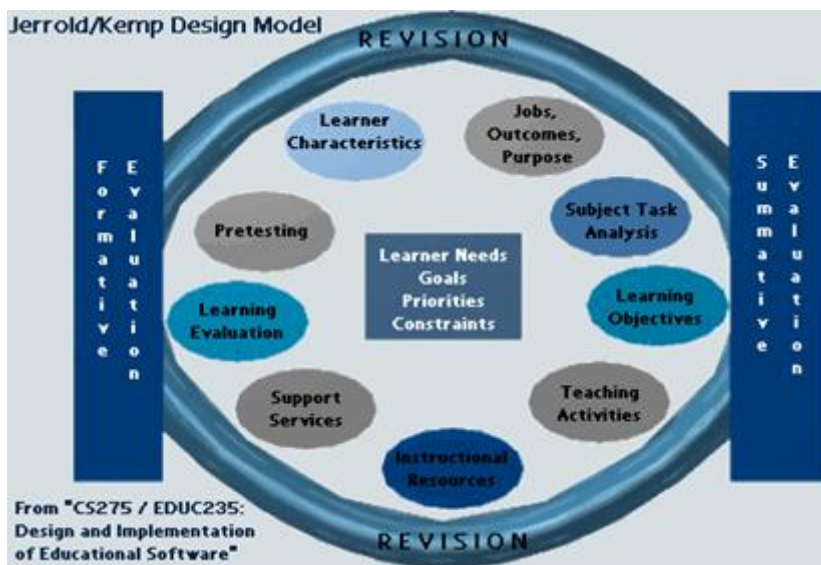 Jerrold/Kemp Design Model
REVISION
Learner
Characteristics
Jobs,
Outcomes,
Purpose
Formative
Evaluation
Summative
Evaluation
Pretesting
Subject Task
Analysis
Learner Needs
Goals
Priorities
Constraints
Learning
Evaluation
Learning
Objectives
Support
Services
Teaching
Activities
Instructional
Resources
From "CS275 / EDUC235:
Design and Implementation
of Educational Software"
REVISION